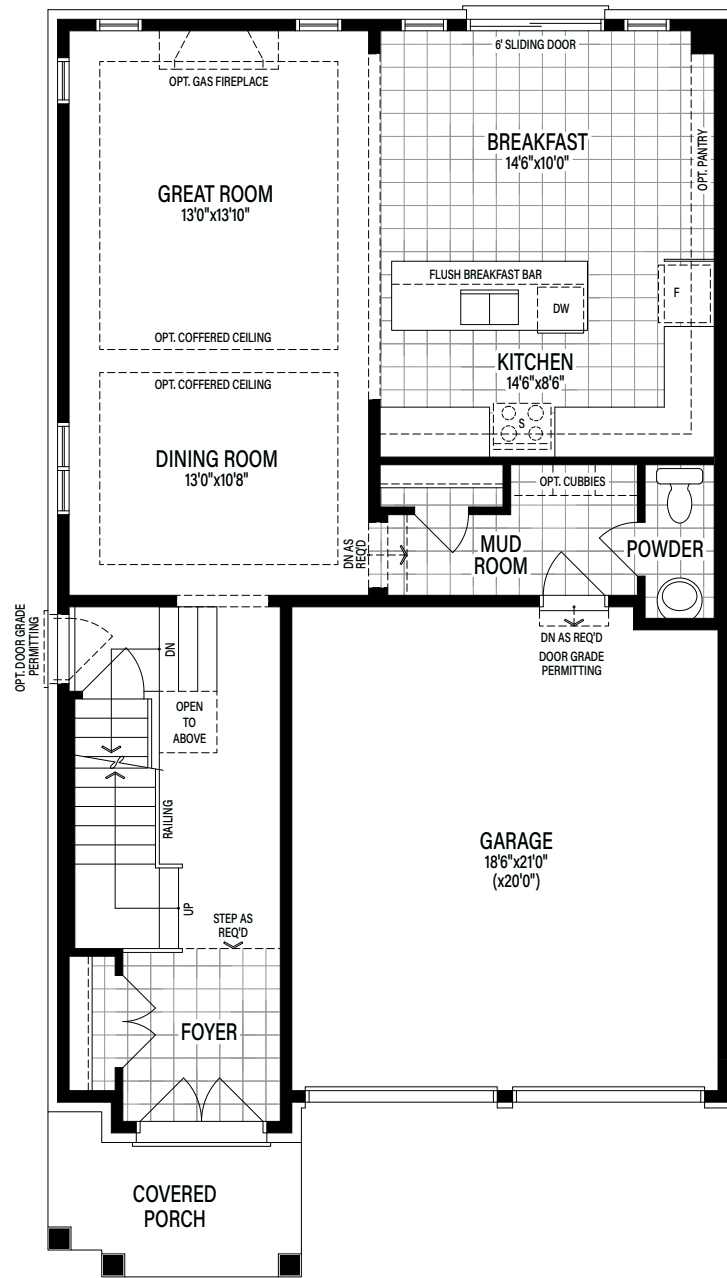 6' SLIDING DOOR
OPT. GAS FIREPLACE
BREAKFAST
14'6"x10'0"
OPT. PANTRY
GREAT ROOM
13'0"x13'10"
FLUSH BREAKFAST BAR
DW
F
OPT. COFFERED CEILING
KITCHEN
14'6"x8'6"
OPT. COFFERED CEILING
S
DINING ROOM
13'0"x10'8"
OPT. CUBBIES
DN AS
REQ'D
MUD
ROOM
POWDER
OPT. DOOR GRADE
PERMITTING
DN
DN AS REQ'D
DOOR GRADE
PERMITTING
OPEN
TO
ABOVE
RAILING
GARAGE
18'6"x21'0"
(x20'0")
UP
STEP AS
REQ'D
FOYER
COVERED
PORCH